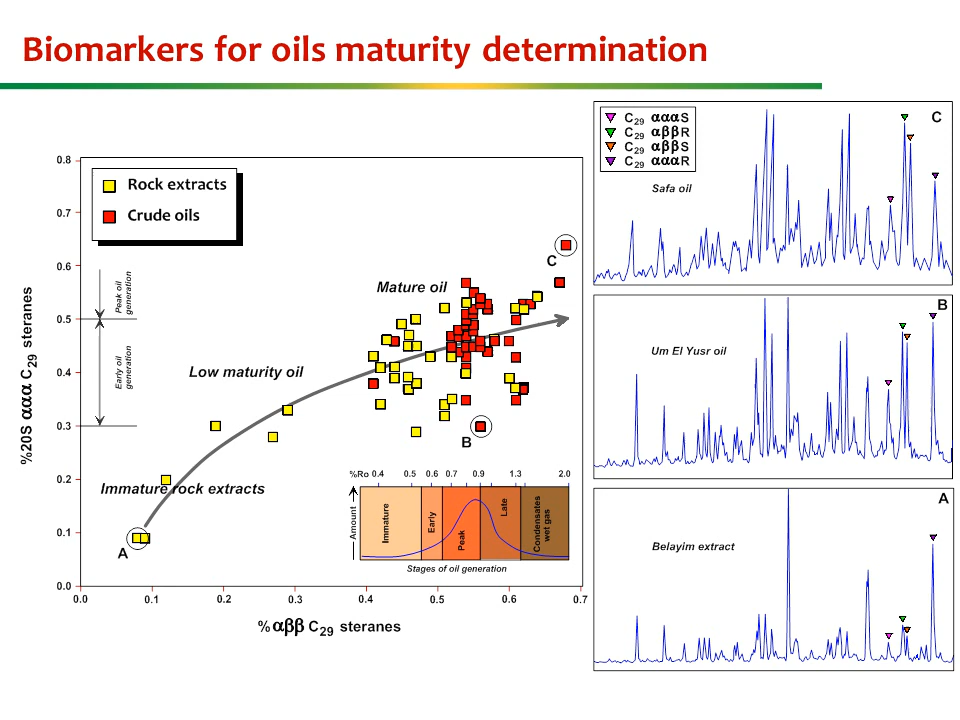 Biomarkers for oils maturity determination
%20S ααα C29 steranes
0.8
0.7
0.6
0.5
0.4
0.3
0.2
0.1
0.0
Rock extracts
Crude oils
Peak oil
generation
Early oil
generation
Mature oil
Low maturity oil
Immature rock extracts
A
B
C
%Ro 0.4 0.5 0.6 0.7 0.9 1.3 2.0
Amount
Immature
Early
Peak
Late
Condensates
wet gas
Stages of oil generation
0.0 0.1 0.2 0.3 0.4 0.5 0.6 0.7
%αββ C29 steranes
C29 αααS
C29 αββR
C29 αββS
C29 αααR
C
Safa oil
B
Um El Yusr oil
A
Belayim extract